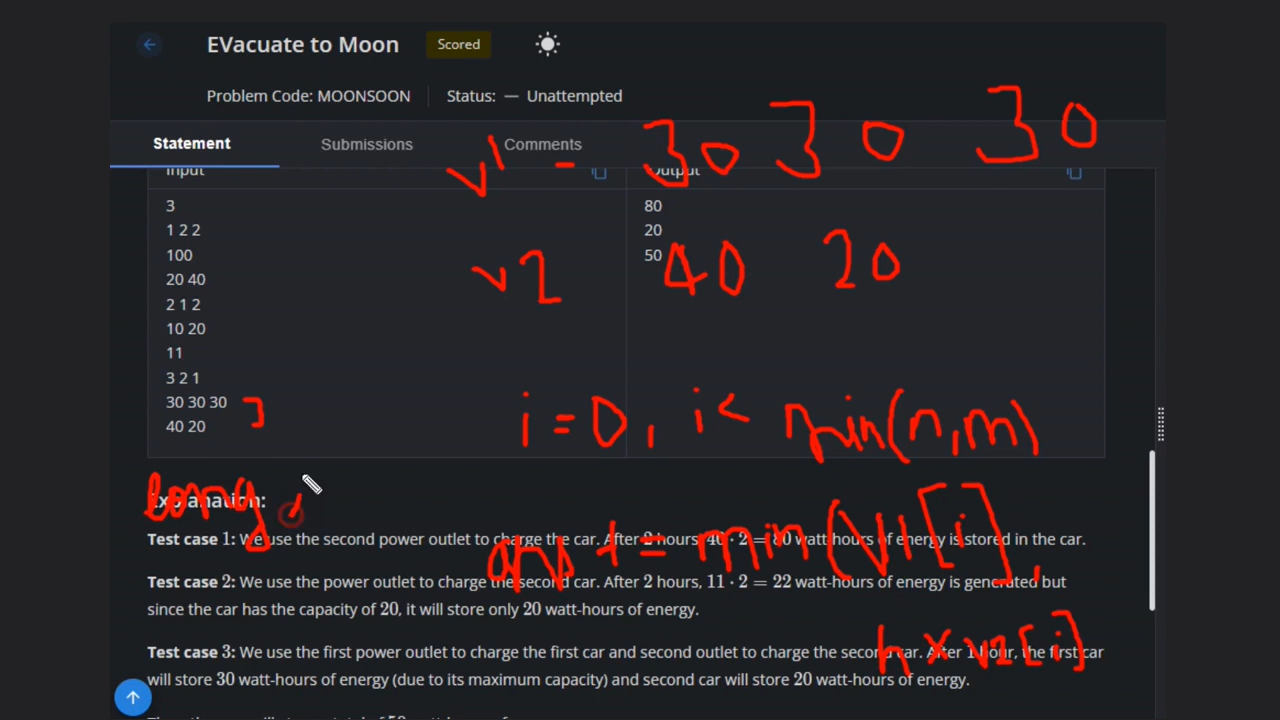 EVacuate to Moon
Scored
Problem Code: MOONSOON
Status: — Unattempted
Statement
Submissions
Comments
V1 - 30 30 30
Input
Output
3
1 2 2
100
20 40
2 1 2
10 20
11
3 2 1
30 30 30
40 20
80
20
50
V2 40 20
i = 0, i < min(n,m)
long
Explanation:
ans += min(V1[i],
h x V2[i]
Test case 1: We use the second power outlet to charge the car. After 2 hours, 40 · 2 = 80 watt-hours of energy is stored in the car.
Test case 2: We use the power outlet to charge the second car. After 2 hours, 11 · 2 = 22 watt-hours of energy is generated but
since the car has the capacity of 20, it will store only 20 watt-hours of energy.
Test case 3: We use the first power outlet to charge the first car and second outlet to charge the second car. After 1 hour, the first car
will store 30 watt-hours of energy (due to its maximum capacity) and second car will store 20 watt-hours of energy.